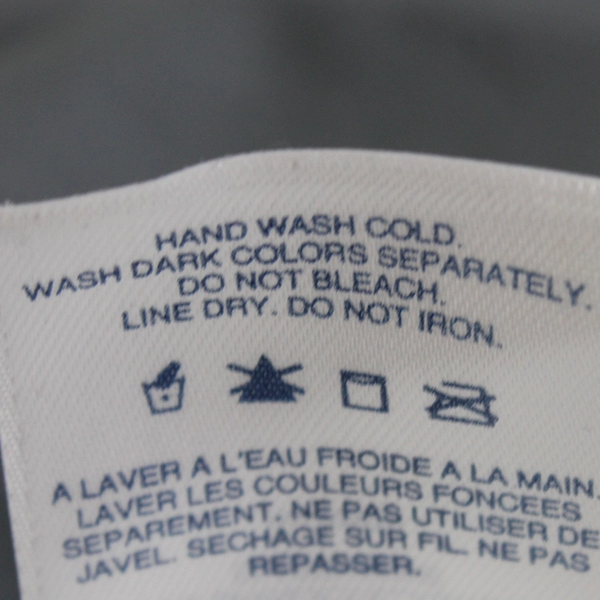 HAND WASH COLD.
WASH DARK COLORS SEPARATELY.
DO NOT BLEACH.
LINE DRY. DO NOT IRON.
A LAVER A L'EAU FROIDE A LA MAIN.
LAVER LES COULEURS FONCEES
SEPAREMENT. NE PAS UTILISER DE
JAVEL. SECHAGE SUR FIL. NE PAS
REPASSER.